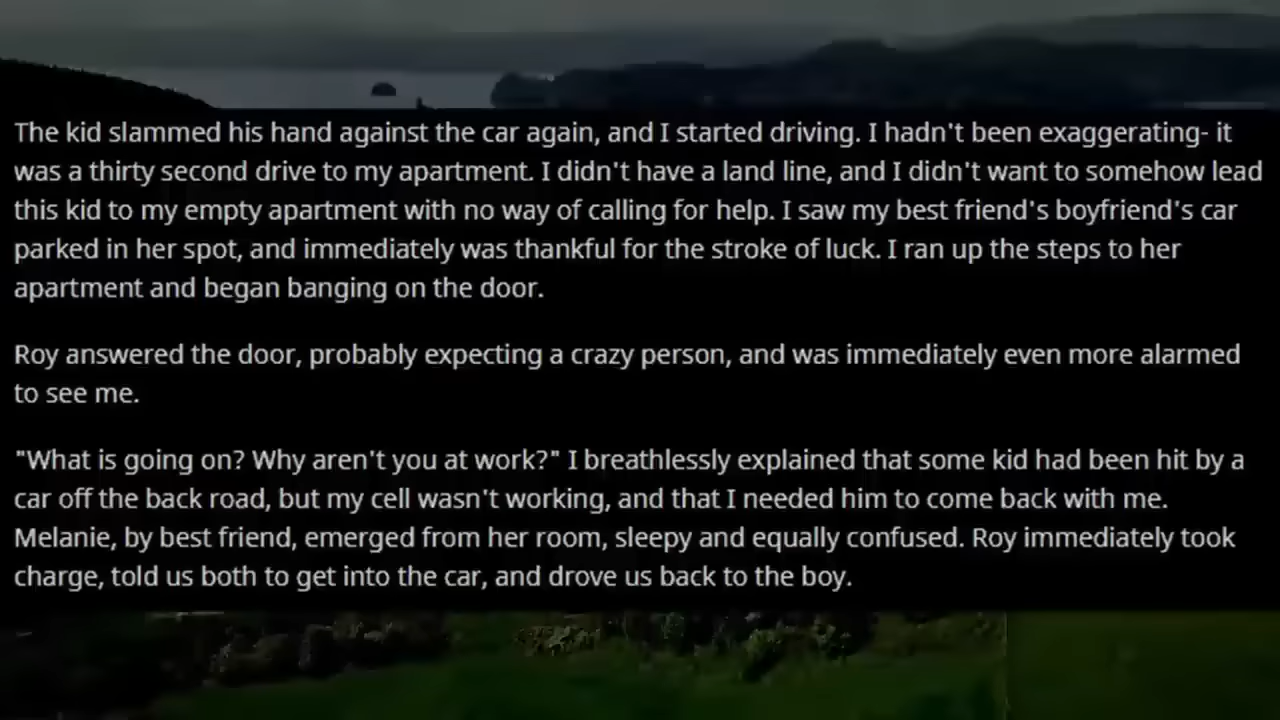 The kid slammed his hand against the car again, and I started driving. I hadn't been exaggerating- it
was a thirty second drive to my apartment. I didn't have a land line, and I didn't want to somehow lead
this kid to my empty apartment with no way of calling for help. I saw my best friend's boyfriend's car
parked in her spot, and immediately was thankful for the stroke of luck. I ran up the steps to her
apartment and began banging on the door.
Roy answered the door, probably expecting a crazy person, and was immediately even more alarmed
to see me.
"What is going on? Why aren't you at work?" I breathlessly explained that some kid had been hit by a
car off the back road, but my cell wasn't working, and that I needed him to come back with me.
Melanie, by best friend, emerged from her room, sleepy and equally confused. Roy immediately took
charge, told us both to get into the car, and drove us back to the boy.